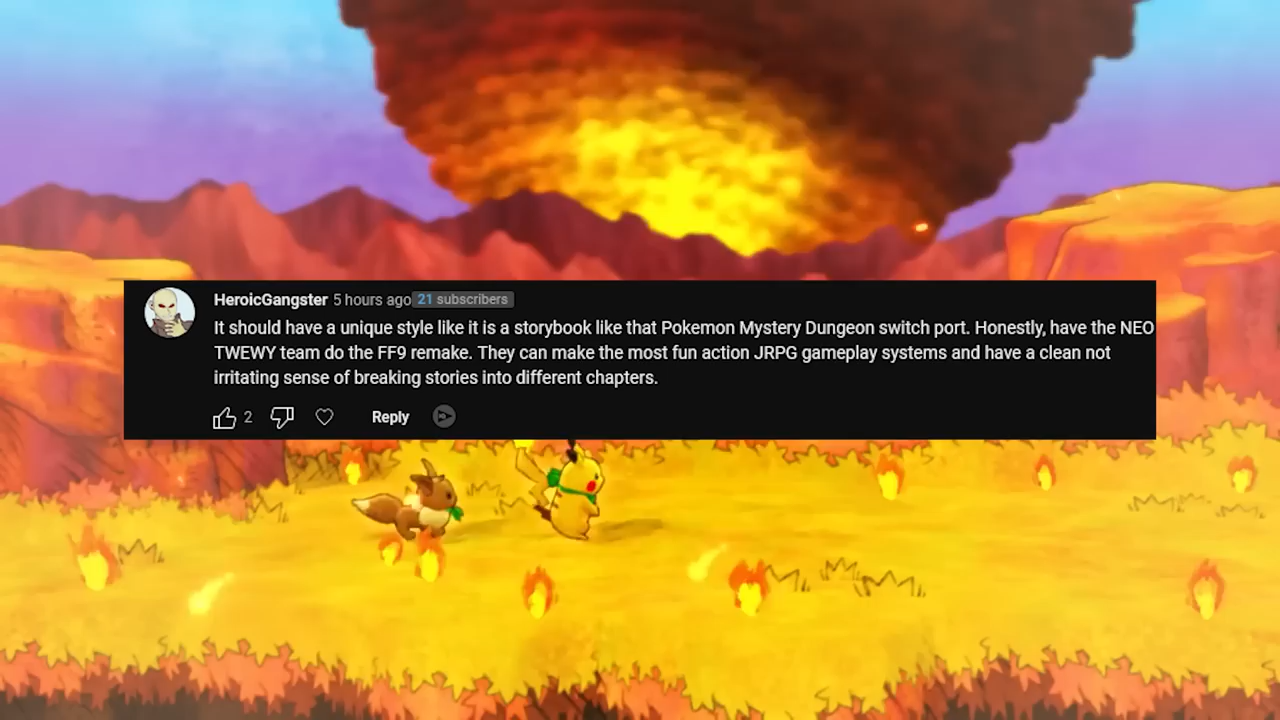 HeroicGangster 5 hours ago 21 subscribers
It should have a unique style like it is a storybook like that Pokemon Mystery Dungeon switch port. Honestly, have the NEO
TWEWY team do the FF9 remake. They can make the most fun action JRPG gameplay systems and have a clean not
irritating sense of breaking stories into different chapters.
2 Reply